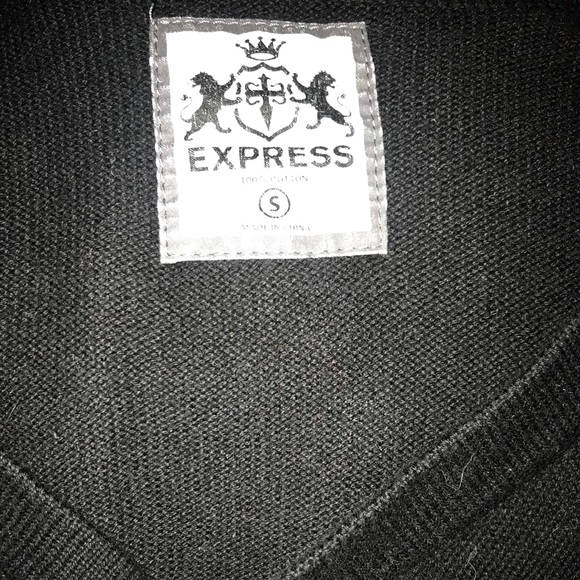 EXPRESS
100% COTTON
S
MADE IN CHINA